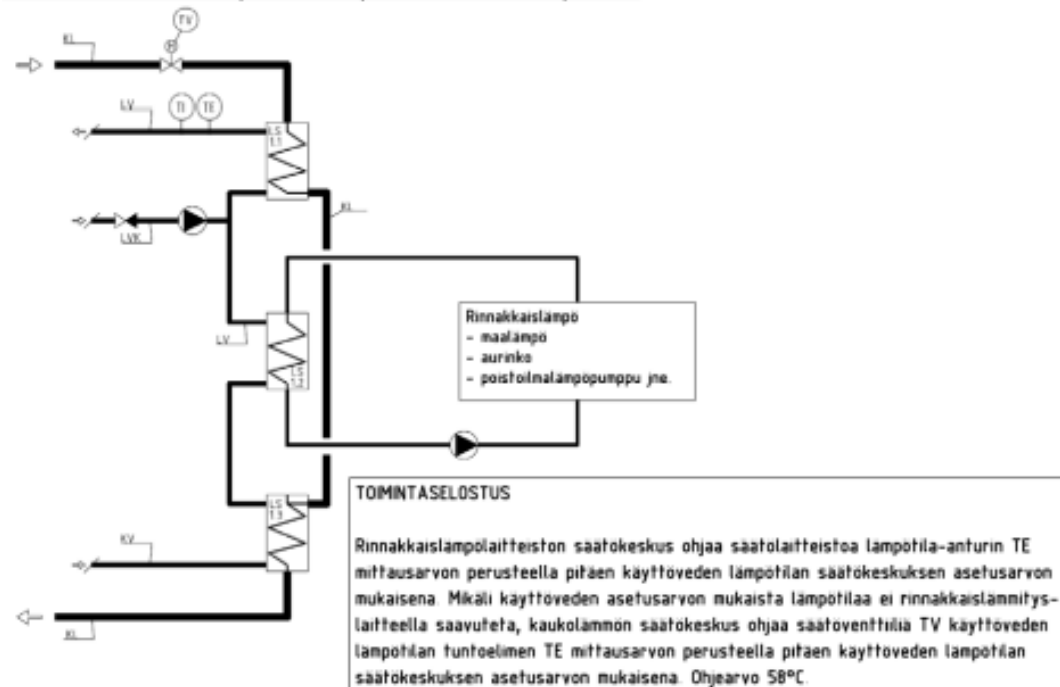 TV
M
KL
LV
TI
TE
LS
1.1
KL
LVK
Rinnakkaislämpö
- maalämpö
- aurinko
- poistoilmalämpöpumppu jne.
LV
LS
1.2
TOIMINTASELOSTUS
LS
1.3
Rinnakkaislämpölaitteiston säätökeskus ohjaa säätölaitteistoa lämpötila-anturin TE
mittausarvon perusteella pitäen käyttöveden lämpötilan säätökeskuksen asetusarvon
mukaisena. Mikäli käyttöveden asetusarvon mukaista lämpötilaa ei rinnakkaislämmitys-
laitteella saavuteta, kaukolämmön säätökeskus ohjaa säätöventtiiliä TV käyttöveden
lämpötilan tuntoelimen TE mittausarvon perusteella pitäen käyttöveden lämpötilan
säätökeskuksen asetusarvon mukaisena. Ohjearvo 58°C.
KV
KL